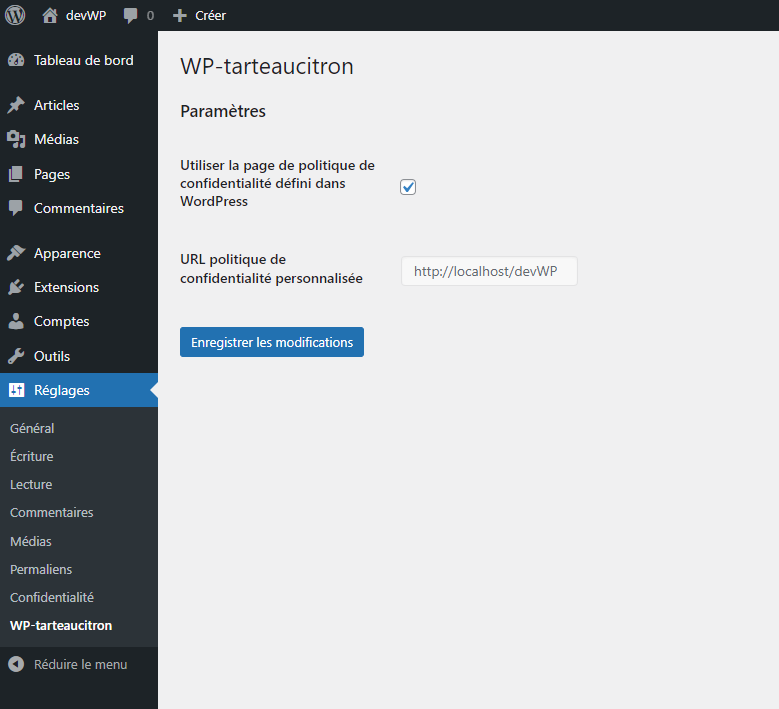 devWP 0 Créer
Tableau de bord
Articles
Médias
Pages
Commentaires
Apparence
Extensions
Comptes
Outils
Réglages
Général
Écriture
Lecture
Commentaires
Médias
Permaliens
Confidentialité
WP-tarteaucitron
Réduire le menu
WP-tarteaucitron
Paramètres
Utiliser la page de politique de
confidentialité défini dans
WordPress
URL politique de
confidentialité personnalisée
http://localhost/devWP
Enregistrer les modifications